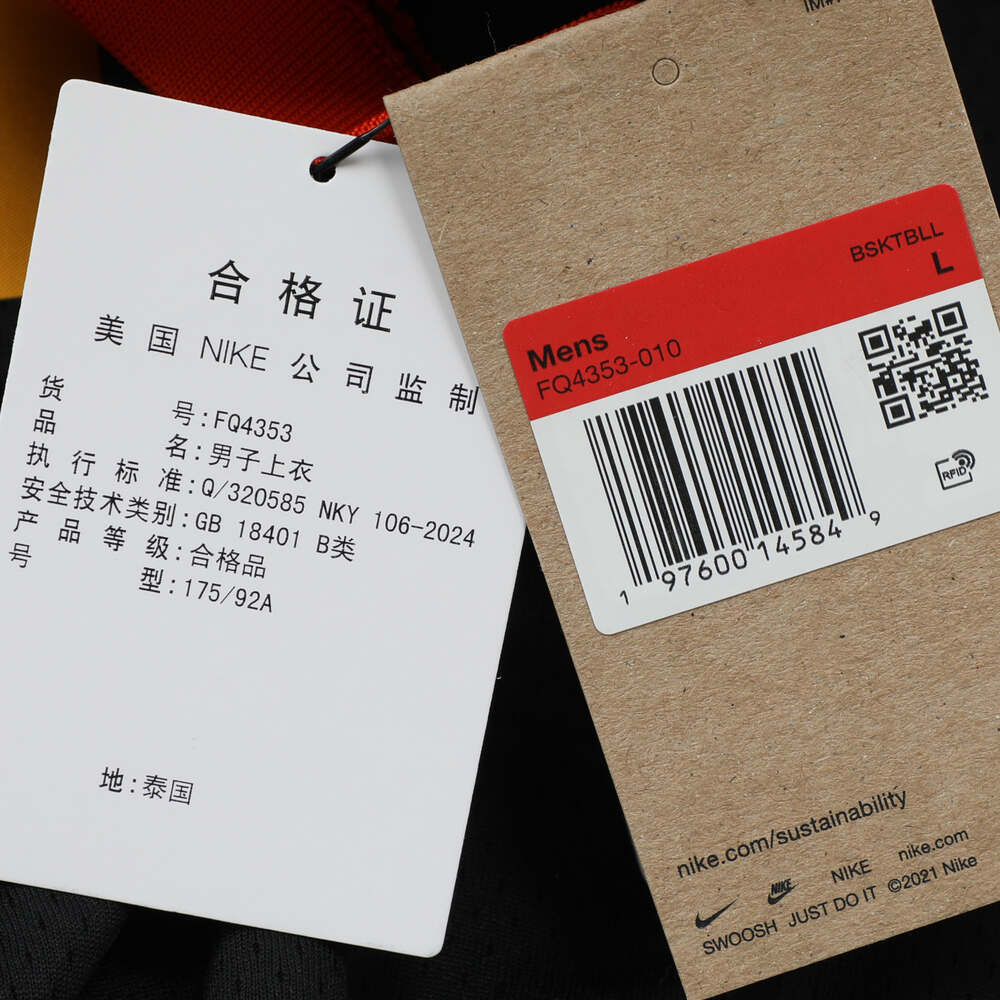 合格证
美国 NIKE 公司监制
货号:FQ4353
品名:男子上衣
执行标准:Q/320585 NKY 106-2024
安全技术类别:GB 18401 B类
产品等级:合格品
号型:175/92A
地:泰国
BSKTBLL
L
Mens
FQ4353-010
RFID
1 97600 14584 9
nike.com/sustainability
NIKE NIKE nike.com
SWOOSH JUST DO IT ©2021 Nike